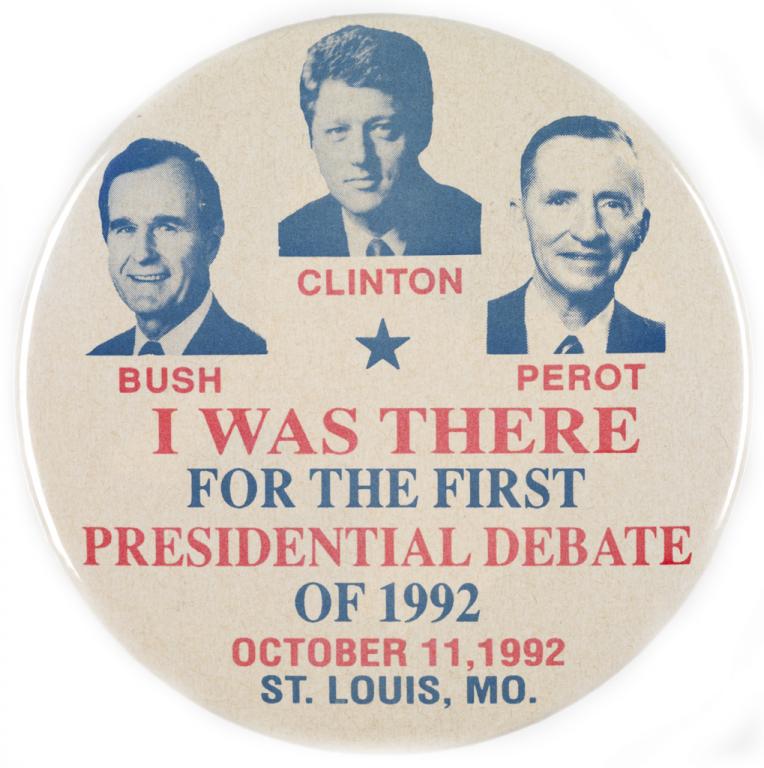 CLINTON
BUSH
PEROT
I WAS THERE
FOR THE FIRST
PRESIDENTIAL DEBATE
OF 1992
OCTOBER 11,1992
ST. LOUIS, MO.